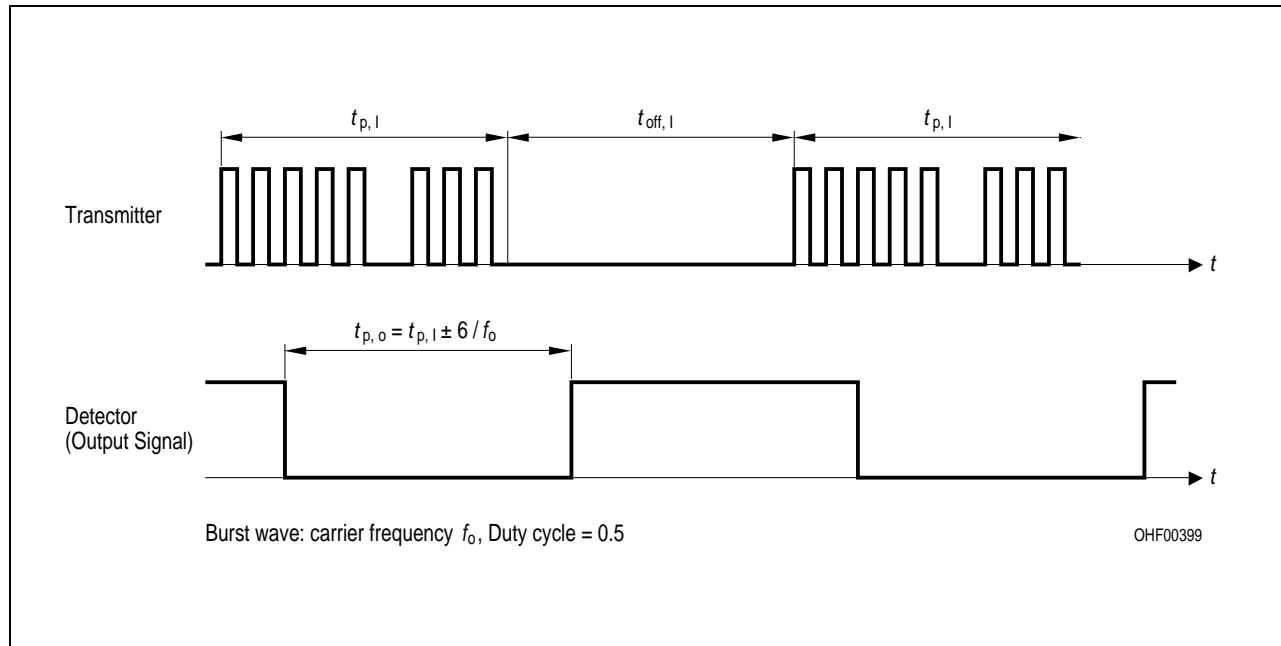 t p, I t off, I t p, I
Transmitter
t
t p, o = t p, I ± 6 / f o
Detector
(Output Signal)
t
Burst wave: carrier frequency f o, Duty cycle = 0.5
OHF00399